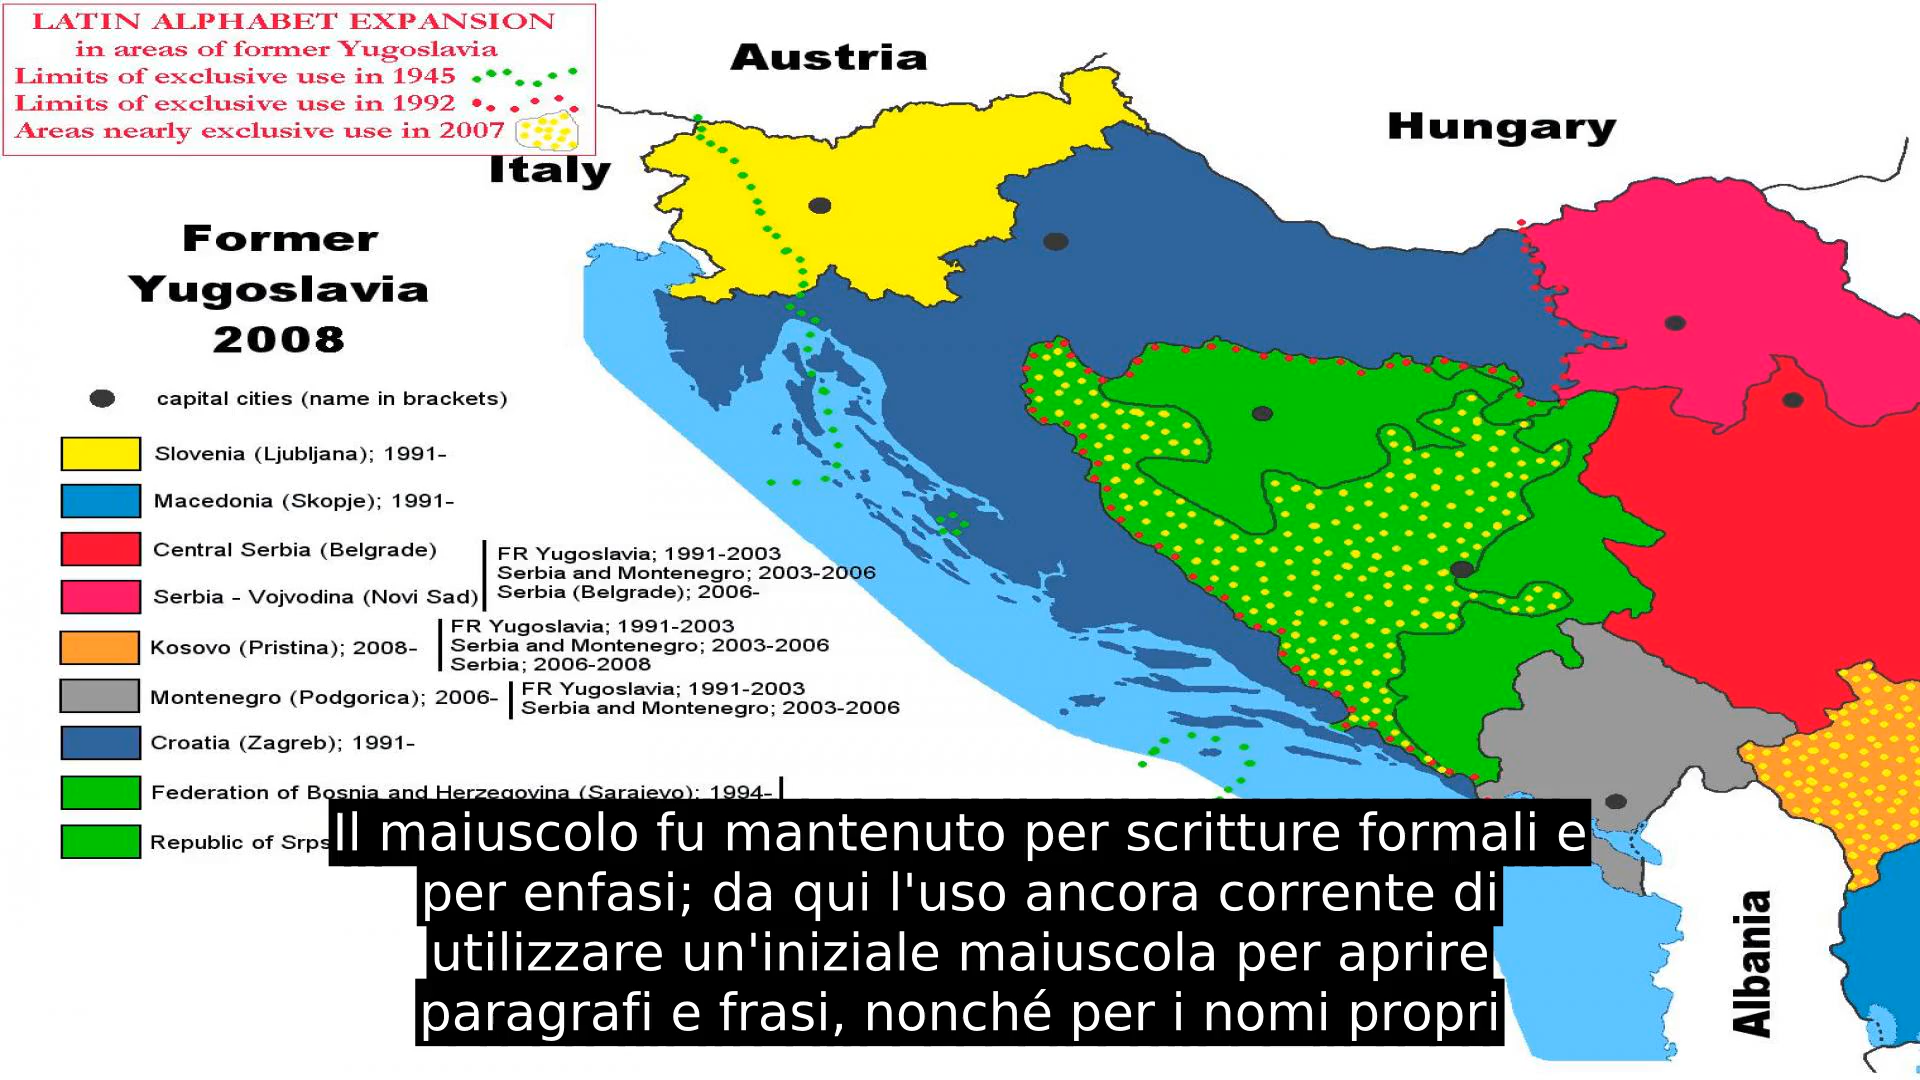 LATIN ALPHABET EXPANSION
in areas of former Yugoslavia
Limits of exclusive use in 1945
Limits of exclusive use in 1992
Areas nearly exclusive use in 2007
Austria
Hungary
Italy
Former
Yugoslavia
2008
capital cities (name in brackets)
Slovenia (Ljubljana); 1991-
Macedonia (Skopje); 1991-
Central Serbia (Belgrade)
Serbia - Vojvodina (Novi Sad)
FR Yugoslavia; 1991-2003
Serbia and Montenegro; 2003-2006
Serbia (Belgrade); 2006-
Kosovo (Pristina); 2008-
FR Yugoslavia; 1991-2003
Serbia and Montenegro; 2003-2006
Serbia; 2006-2008
Montenegro (Podgorica); 2006-
FR Yugoslavia; 1991-2003
Serbia and Montenegro; 2003-2006
Croatia (Zagreb); 1991-
Federation of Bosnia and Herzegovina (Sarajevo); 1994-
Republic of
Albania
Il maiuscolo fu mantenuto per scritture formali e
per enfasi; da qui l'uso ancora corrente di
utilizzare un'iniziale maiuscola per aprire
paragrafi e frasi, nonché per i nomi propri